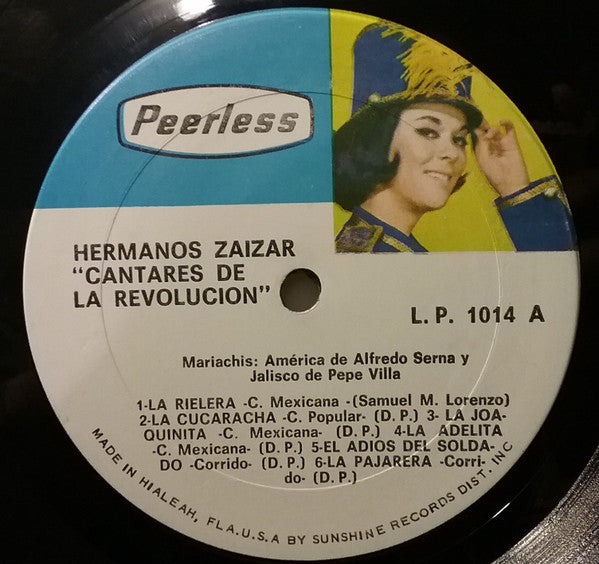 Peerless
HERMANOS ZAIZAR
“CANTARES DE
LA REVOLUCION”
L. P. 1014 A
Mariachis: América de Alfredo Serna y
Jalisco de Pepe Villa
1-LA RIELERA -C. Mexicana -(Samuel M. Lorenzo)
2-LA CUCARACHA -C. Popular- (D. P.) 3- LA JOA-
QUINITA -C. Mexicana- (D. P.) 4-LA ADELITA
-C. Mexicana- (D. P.) 5-EL ADIOS DEL SOLDA-
DO -Corrido- (D. P.) 6-LA PAJARERA -Corri-
do- (D. P.)
MADE IN HIALEAH, FLA.U.S.A BY SUNSHINE RECORDS DIST. INC